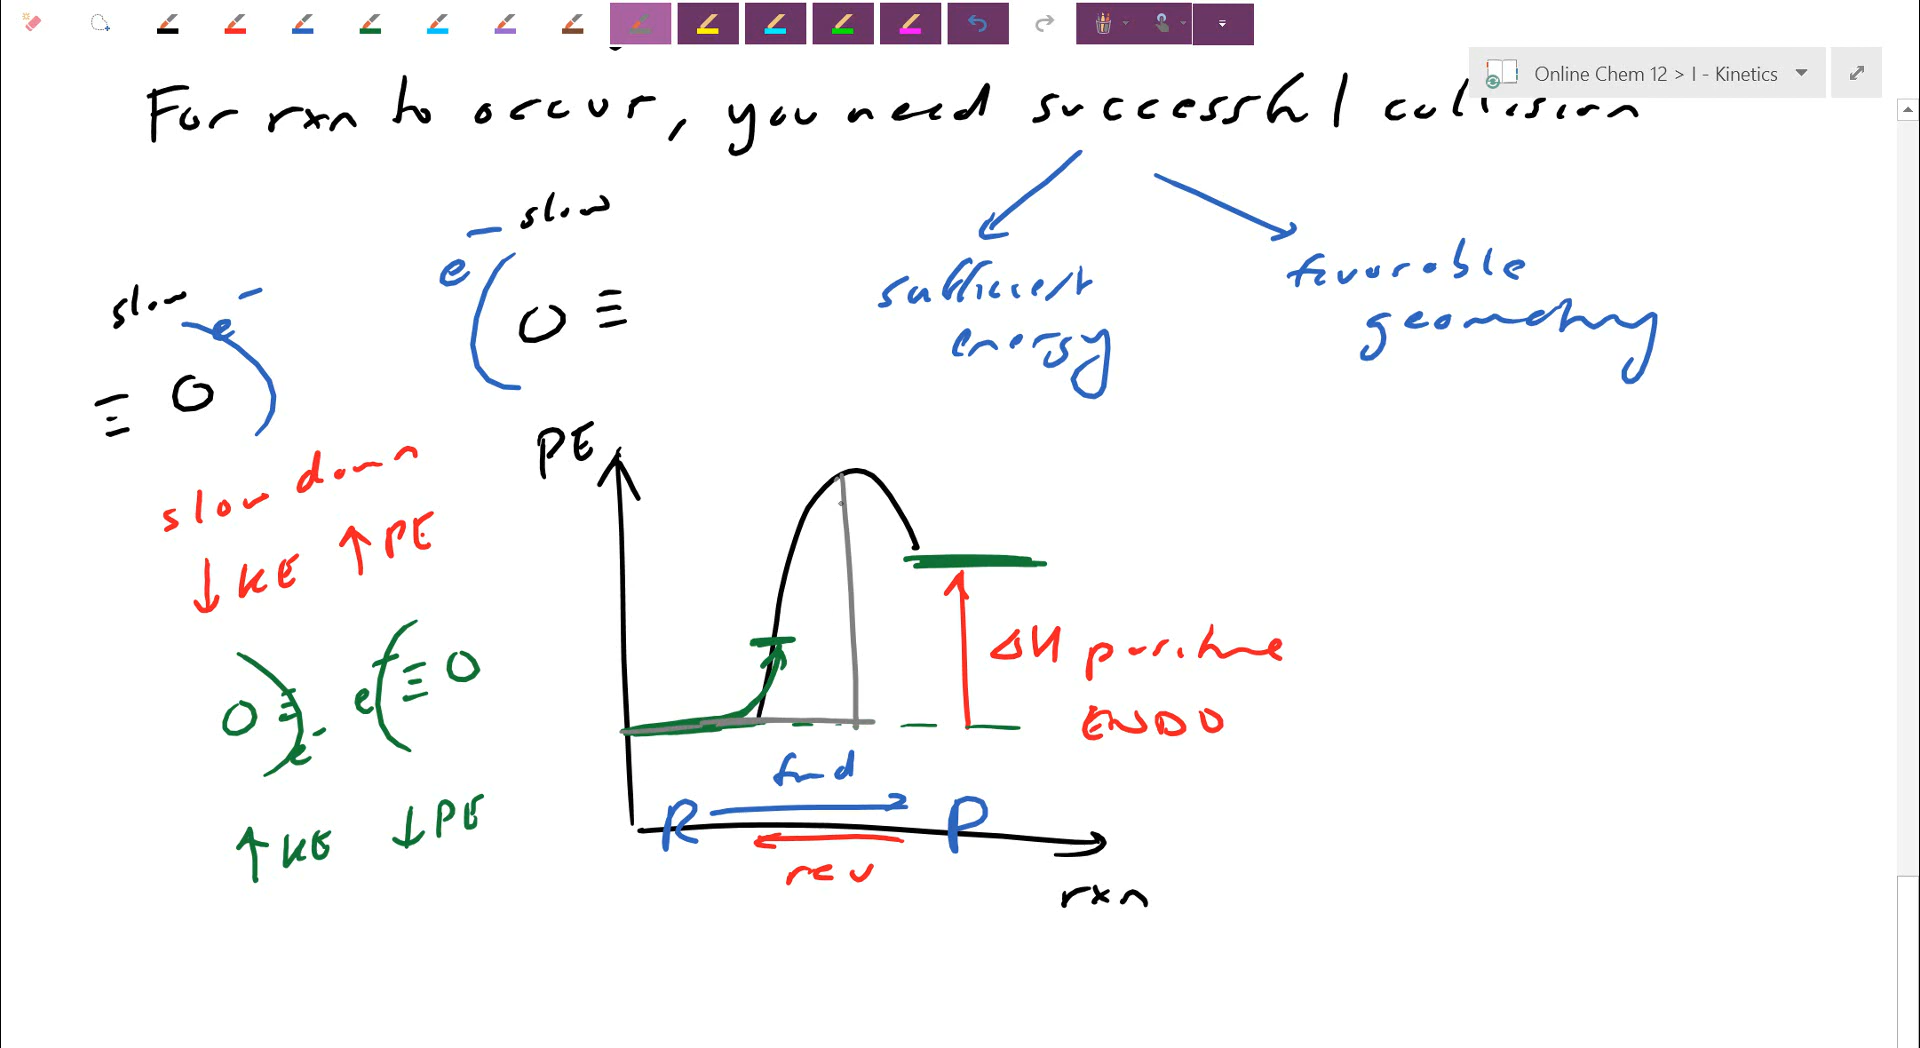 Online Chem 12 > I - Kinetics
For rxn to occur, you need successful collision
slow
e-
sufficient
energy
favorable
geometry
slow
e-
O ≡
≡ O
slow down
↓ KE ↑ PE
PE
O ≡ e-
e- ≡ O
ΔH positive
ENDO
fwd
R
P
rev
↑ KE ↓ PE
rxn